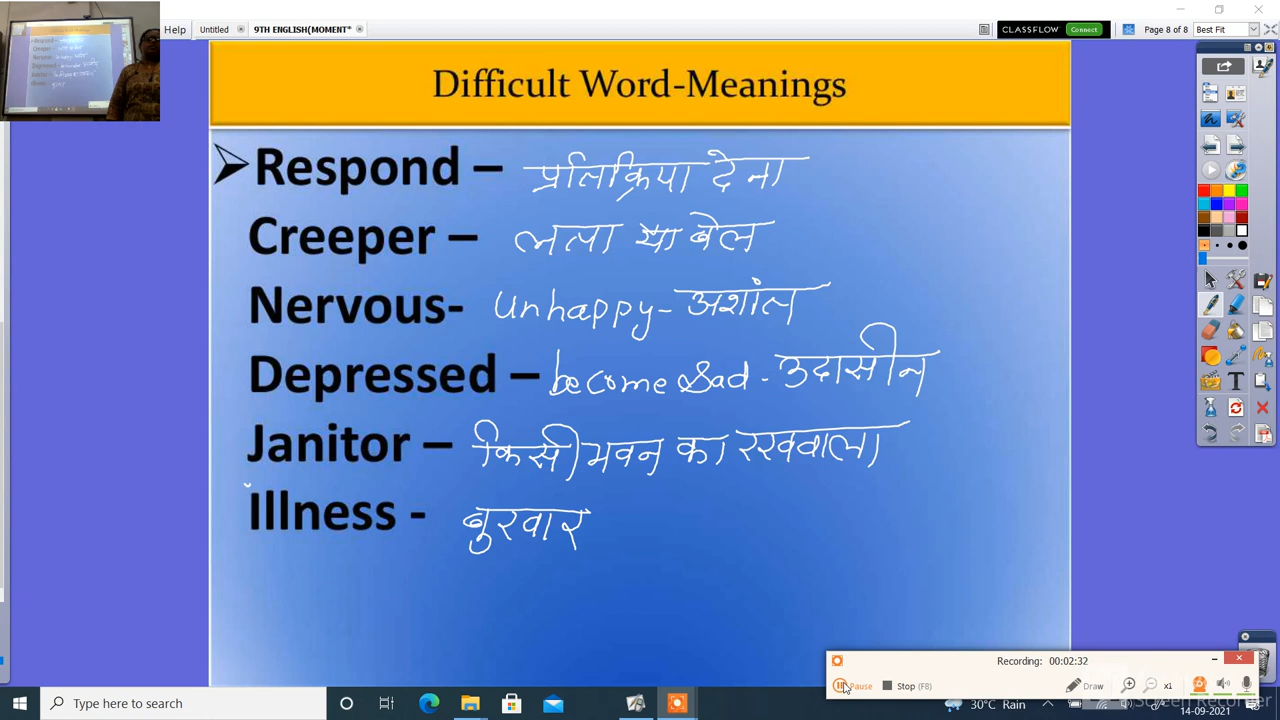 Help Untitled 9TH ENGLISH(MOMENT* CLASSFLOW Connect Page 8 of 8 Best Fit
Difficult Word-Meanings
Respond – प्रतिक्रिया देना
Creeper – लता या बेल
Nervous- Unhappy- अशांत
Depressed – become Sad - उदासीन
Janitor – किसी भवन का रखवाला
Illness - बुखार
Recording: 00:02:32
Pause Stop (F8) x1 Draw
Type here to search 30°C Rain 14-09-2021